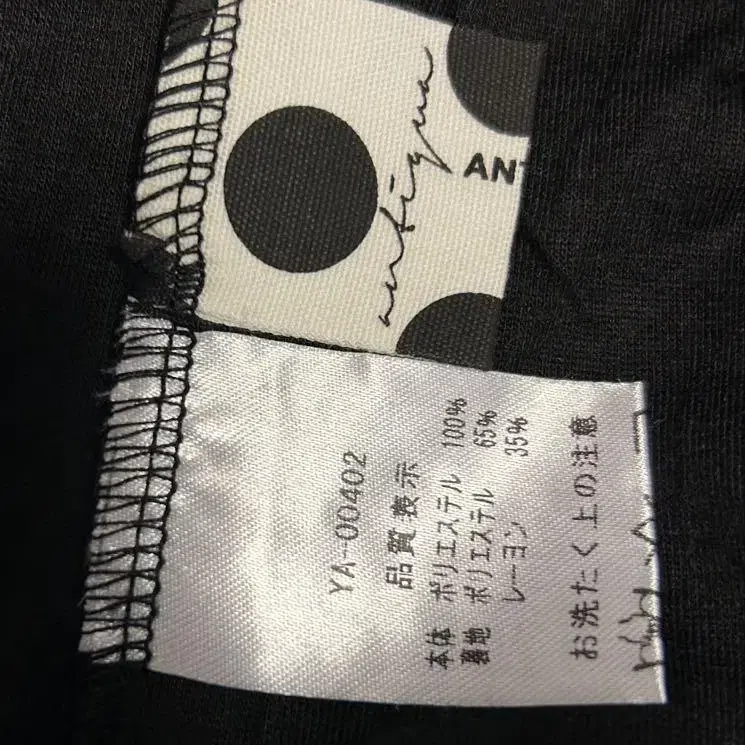 antiqua
AN
YA-00402
品質表示
本体 ポリエステル 100%
裏地 ポリエステル 65%
レーヨン 35%
お洗たく上の注意